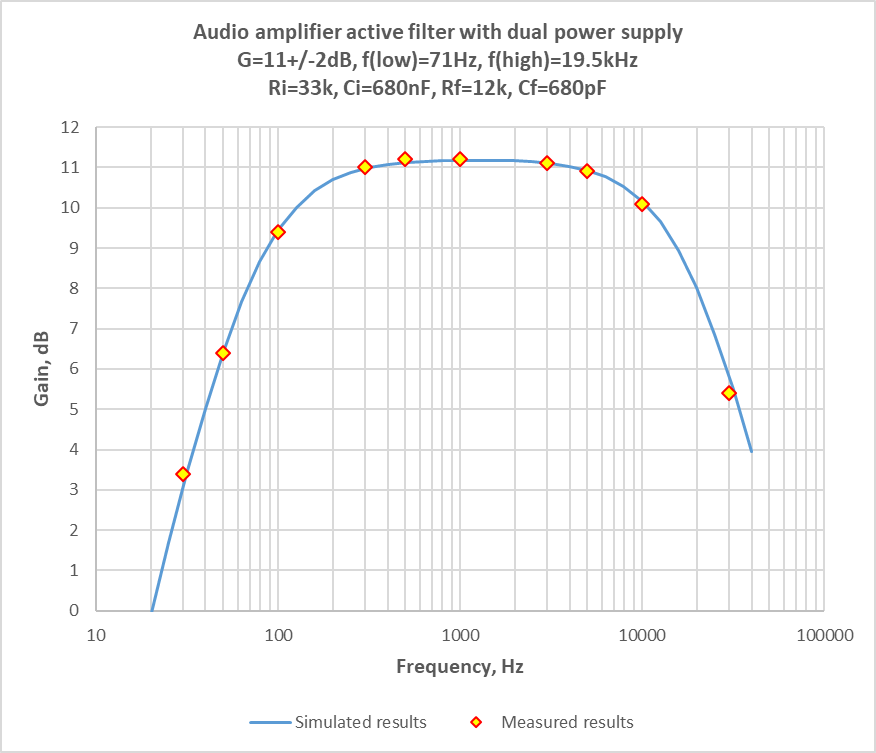 Audio amplifier active filter with dual power supply
G=11+/-2dB, f(low)=71Hz, f(high)=19.5kHz
Ri=33k, Ci=680nF, Rf=12k, Cf=680pF
Gain, dB
12
11
10
9
8
7
6
5
4
3
2
1
0
10 100 1000 10000 100000
Frequency, Hz
Simulated results Measured results